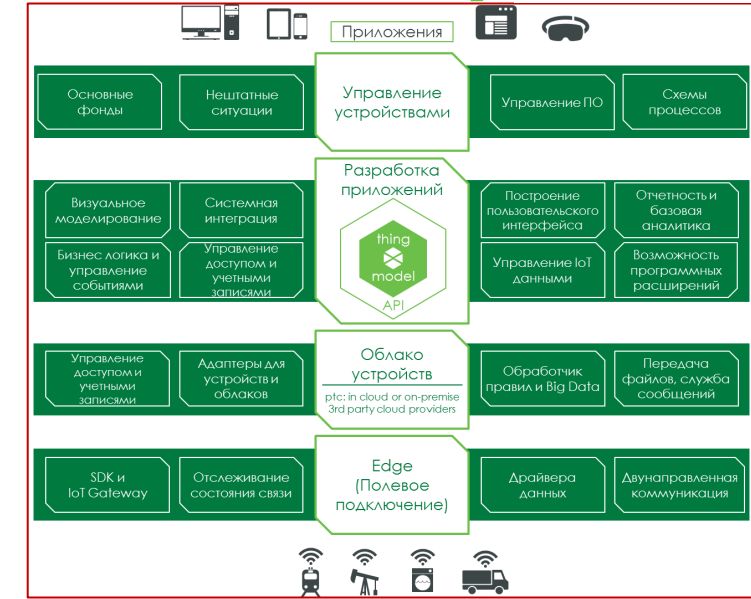 Приложения
Основные
фонды
Нештатные
ситуации
Управление
устройствами
Управление ПО
Схемы
процессов
Визуальное
моделирование
Системная
интеграция
Бизнес логика и
управление
событиями
Управление
доступом и
учетными
записями
Разработка
приложений
thing
model
API
Построение
пользовательского
интерфейса
Отчетность и
базовая
аналитика
Управление IoT
данными
Возможность
программных
расширений
Управление
доступом и
учетными
записями
Адаптеры для
устройств и
облаков
Облако
устройств
ptc: in cloud or on-premise
3rd party cloud providers
Обработчик
правил и Big Data
Передача
файлов, служба
сообщений
SDK и
IoT Gateway
Отслеживание
состояния связи
Edge
(Полевое
подключение)
Драйвера
данных
Двунаправленная
коммуникация